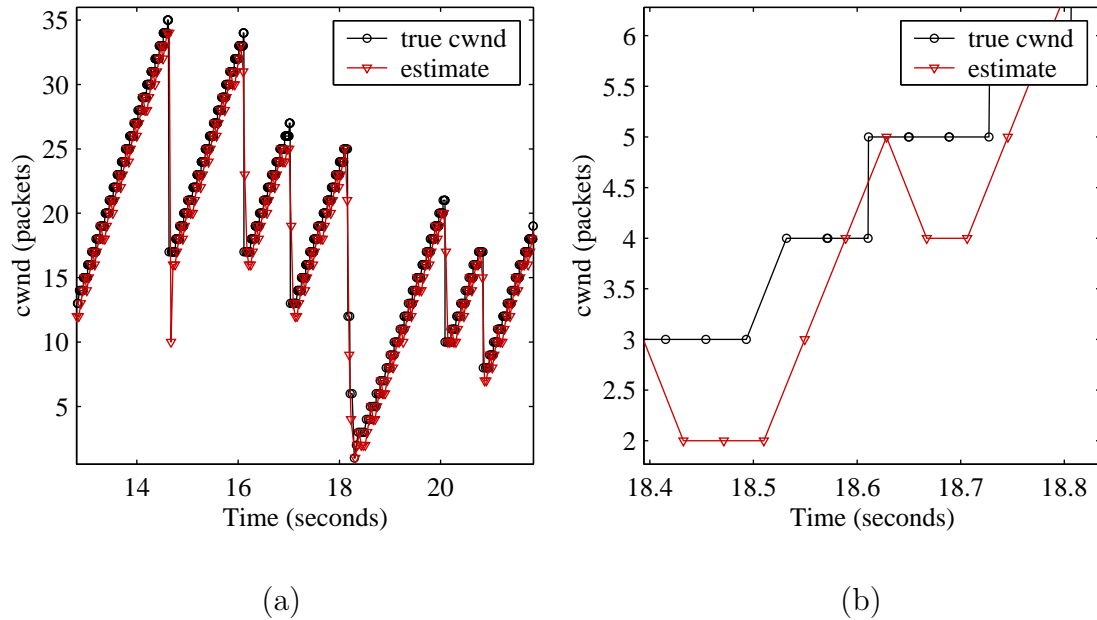 35
30
25
20
15
10
5
cwnd (packets)
14
16
18
20
Time (seconds)
true cwnd
estimate
(a)
6
5.5
5
4.5
4
3.5
3
2.5
2
cwnd (packets)
18.4
18.5
18.6
18.7
18.8
Time (seconds)
true cwnd
estimate
(b)